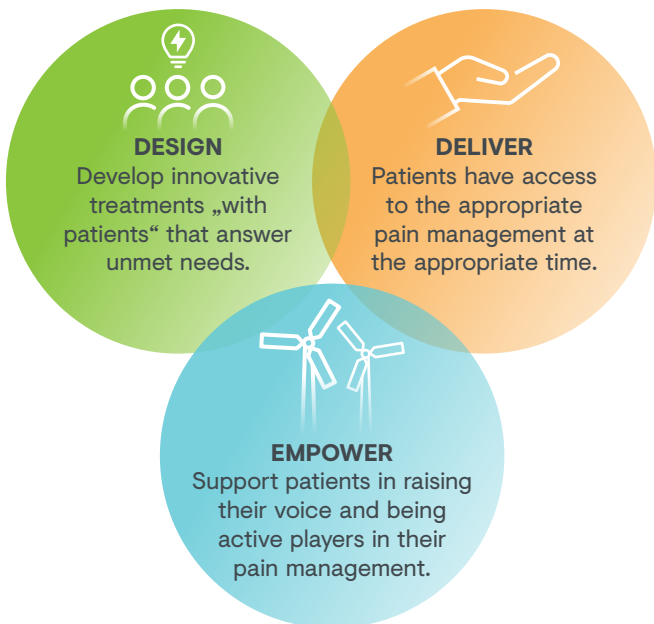 DESIGN
Develop innovative
treatments „with
patients“ that answer
unmet needs.
DELIVER
Patients have access
to the appropriate
pain management at
the appropriate time.
EMPOWER
Support patients in raising
their voice and being
active players in their
pain management.